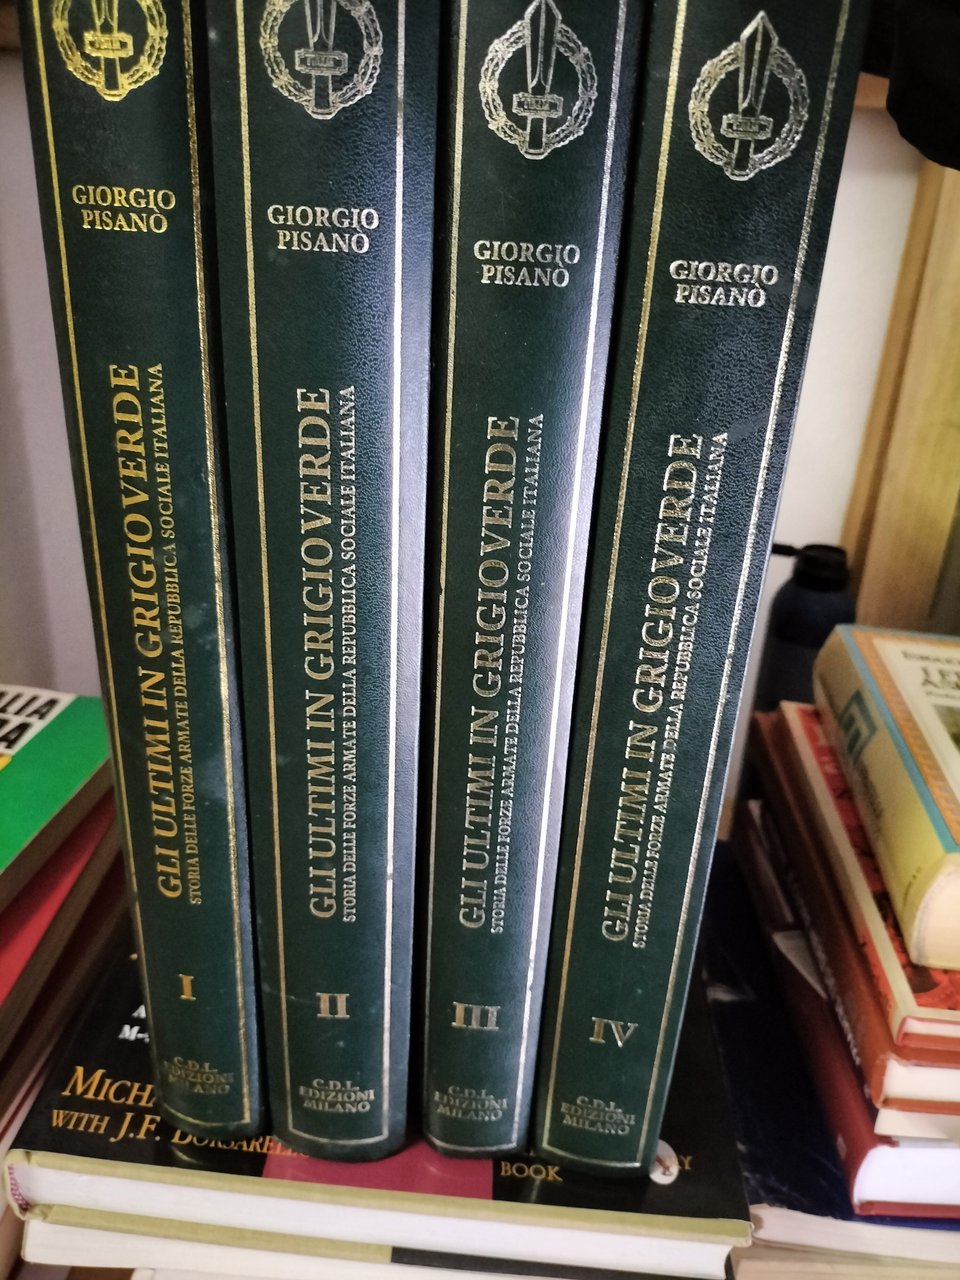 GIORGIO
PISANÒ
GLI ULTIMI IN GRIGIOVERDE
STORIA DELLE FORZE ARMATE DELLA REPUBBLICA SOCIALE ITALIANA
I
C.D.L.
EDIZIONI
MILANO
GIORGIO
PISANÒ
GLI ULTIMI IN GRIGIOVERDE
STORIA DELLE FORZE ARMATE DELLA REPUBBLICA SOCIALE ITALIANA
II
C.D.L.
EDIZIONI
MILANO
GIORGIO
PISANÒ
GLI ULTIMI IN GRIGIOVERDE
STORIA DELLE FORZE ARMATE DELLA REPUBBLICA SOCIALE ITALIANA
III
C.D.L.
EDIZIONI
MILANO
GIORGIO
PISANÒ
GLI ULTIMI IN GRIGIOVERDE
STORIA DELLE FORZE ARMATE DELLA REPUBBLICA SOCIALE ITALIANA
IV
C.D.L.
EDIZIONI
MILANO
WITH J.F.
BOOK